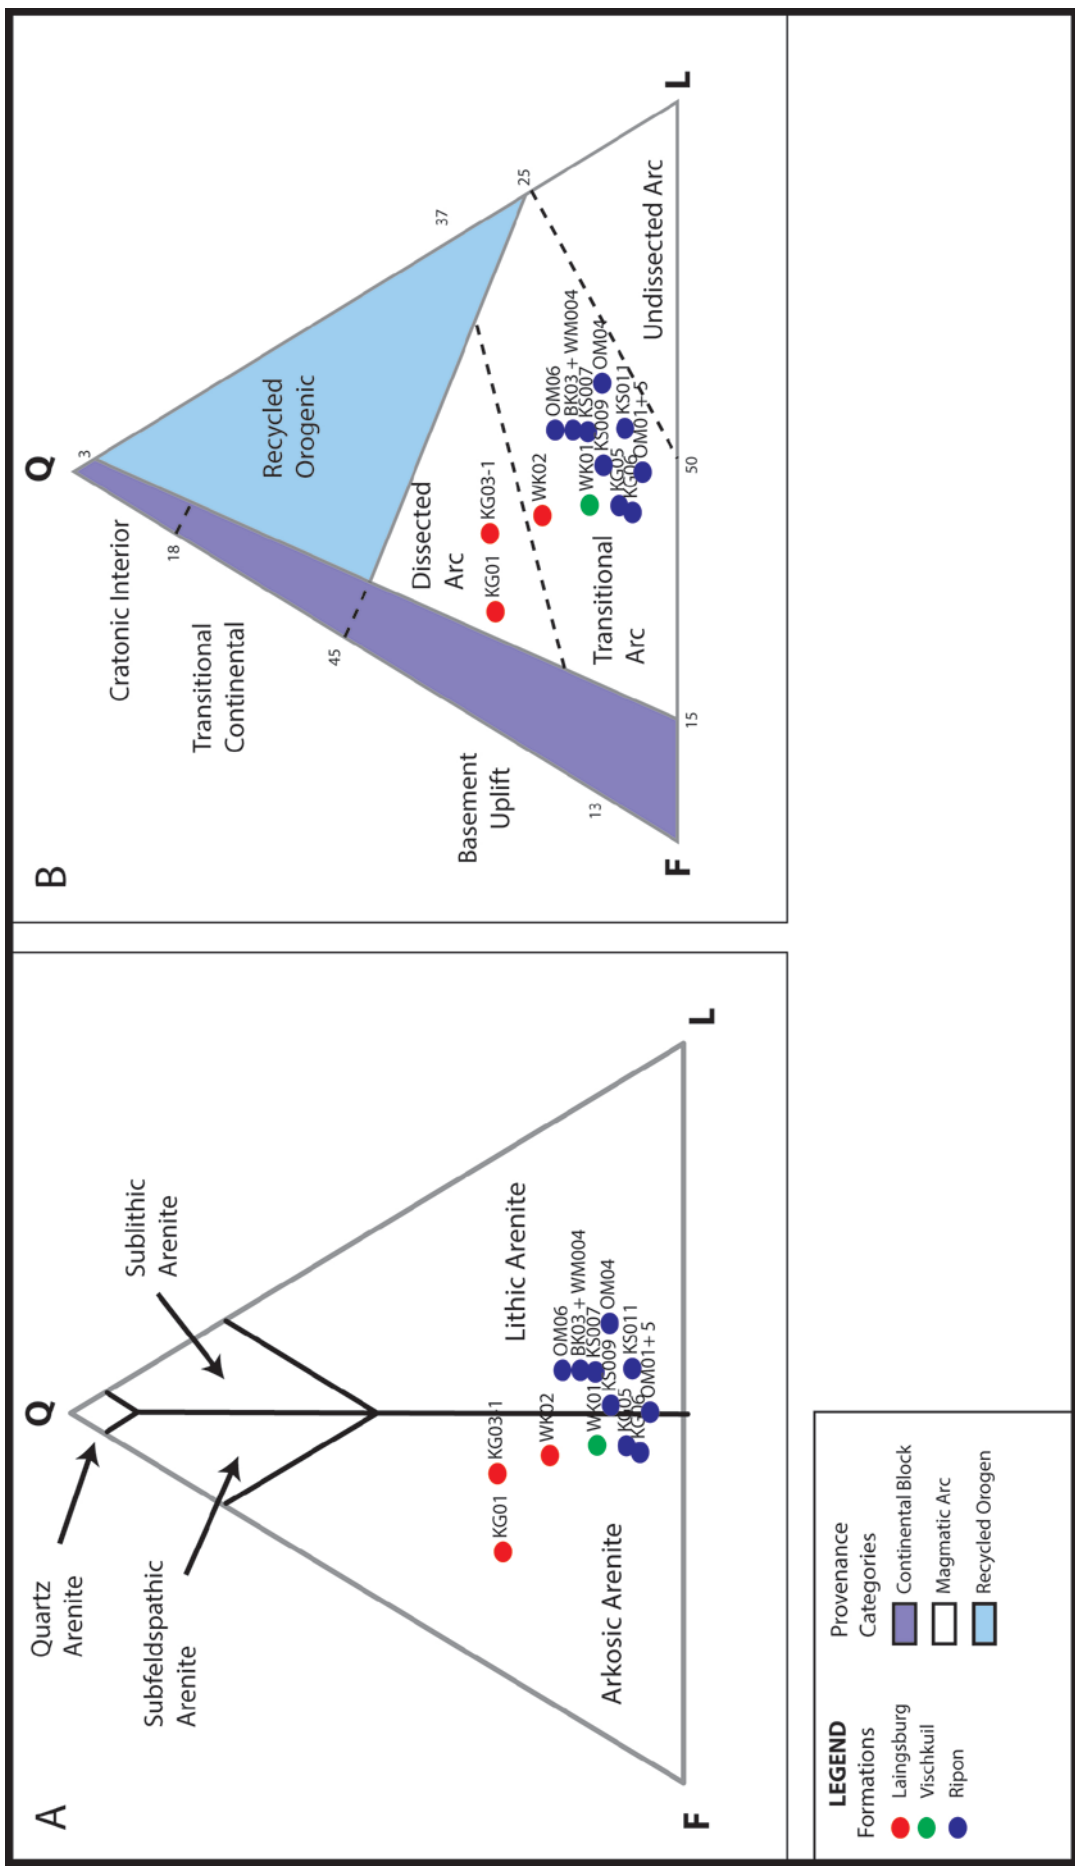 A
Q
Quartz
Arenite
Sublithic
Arenite
Subfeldspathic
Arenite
Lithic Arenite
Arkosic Arenite
KG03-1
KG01
WK02
OM06
BK03 + WM004
WK01
KS007
KS009
OM04
KG05
KS011
KG06
OM01+ 5
F
L
B
Q
3
Cratonic Interior
18
Transitional
Continental
Recycled
Orogenic
45
37
25
Dissected
Arc
Basement
Uplift
13
KG03-1
KG01
WK02
OM06
BK03 + WM004
WK01
KS007
KS009
OM04
KG05
KS011
KG06
OM01+ 5
Transitional
Arc
Undissected Arc
15
50
F
L
LEGEND
Formations
Laingsburg
Vischkuil
Ripon
Provenance
Categories
Continental Block
Magmatic Arc
Recycled Orogen